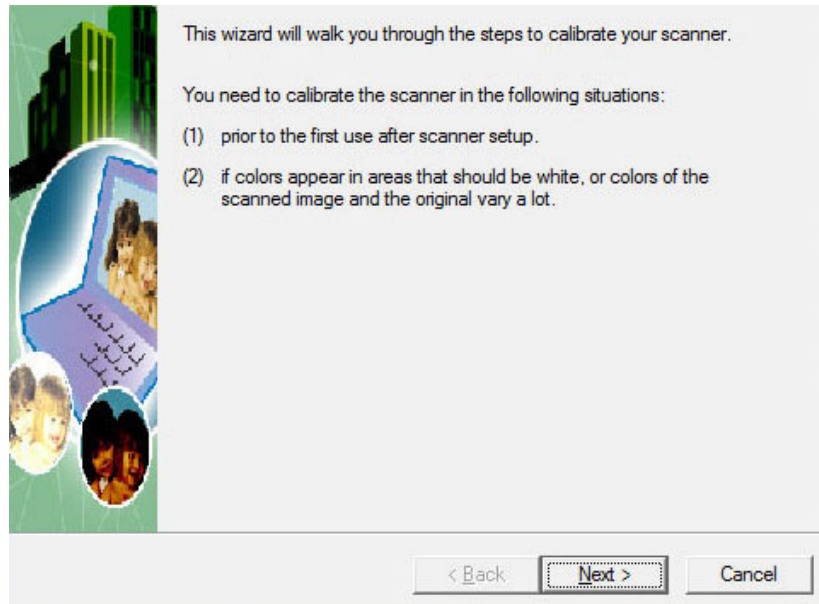 This wizard will walk you through the steps to calibrate your scanner.
You need to calibrate the scanner in the following situations:
(1) prior to the first use after scanner setup.
(2) if colors appear in areas that should be white, or colors of the
scanned image and the original vary a lot.
< Back Next > Cancel